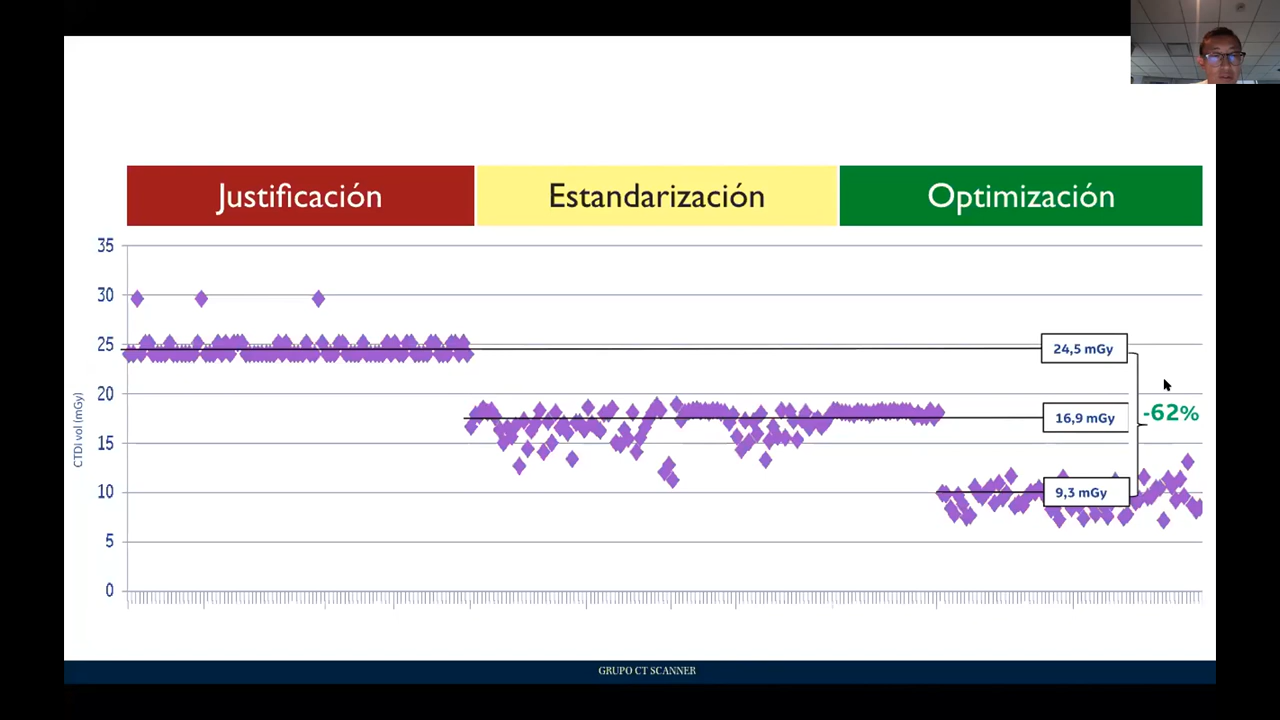 Justificación Estandarización Optimización
35
30
25
20
15
10
5
0
CTDI vol (mGy)
24,5 mGy
16,9 mGy
-62%
9,3 mGy
GRUPO CT SCANNER